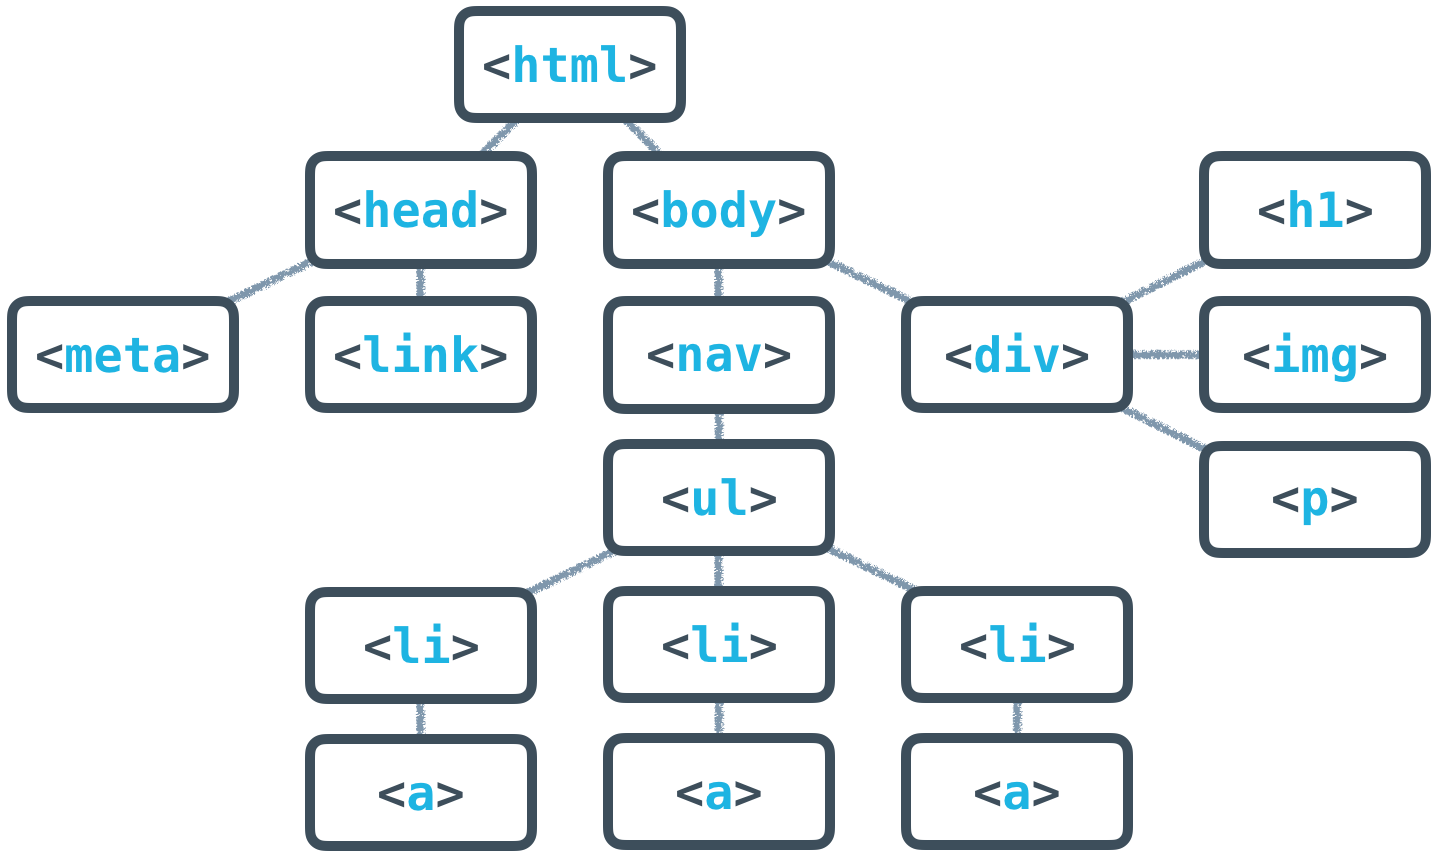 <html>
<head>
<body>
<h1>
<meta>
<link>
<nav>
<div>
<img>
<ul>
<p>
<li>
<li>
<li>
<a>
<a>
<a>